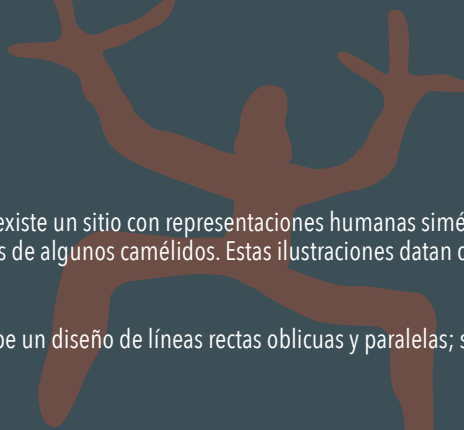 existe un sitio con representaciones humanas simé
s de algunos camélidos. Estas ilustraciones datan
be un diseño de líneas rectas oblicuas y paralelas; s